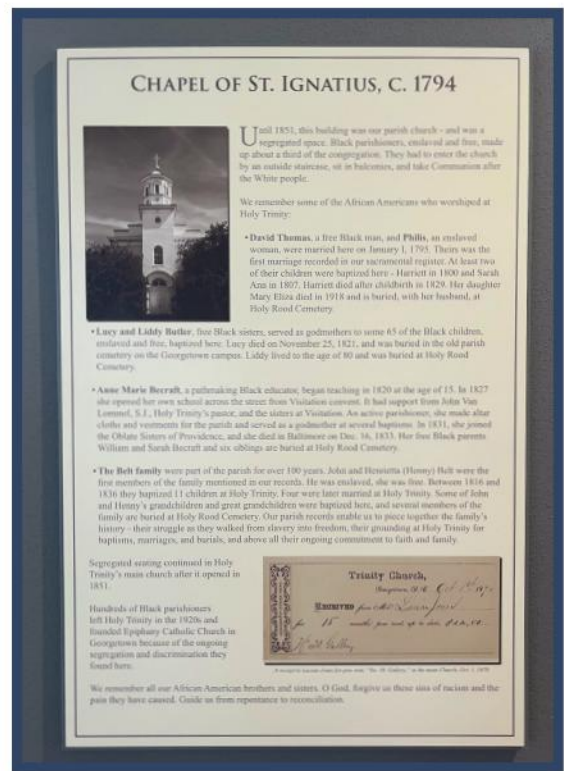 CHAPEL OF ST. IGNATIUS, C. 1794
Until 1851, this building was our parish church - and was a
segregated space. Black parishioners, enslaved and free, made
up about a third of the congregation. They had to enter the church
by an outside staircase, sit in balconies, and take Communion after
the White people.
We remember some of the African Americans who worshiped at
Holy Trinity:
• David Thomas, a free Black man, and Philis, an enslaved
woman, were married here on January 1, 1795. Theirs was the
first marriage recorded in our sacramental register. At least two
of their children were baptized here - Harriett in 1800 and Sarah
Ann in 1807. Harriett died after childbirth in 1829. Her daughter
Mary Eliza died in 1918 and is buried, with her husband, at
Holy Rood Cemetery.
• Lucy and Liddy Butler, free Black sisters, served as godmothers to some 65 of the Black children,
enslaved and free, baptized here. Lucy died on November 25, 1821, and was buried in the old parish
cemetery on the Georgetown campus. Liddy lived to the age of 80 and was buried at Holy Rood
Cemetery.
• Anne Marie Becraft, a pathmaking Black educator, began teaching in 1820 at the age of 15. In 1827
she opened her own school across the street from Visitation convent. It had support from John Van
Lommel, S.J., Holy Trinity's pastor, and the sisters at Visitation. An active parishioner, she made altar
cloths and vestments for the parish and served as a godmother at several baptisms. In 1831, she joined
the Oblate Sisters of Providence, and she died in Baltimore on Dec. 16, 1833. Her free Black parents
William and Sarah Becraft and six siblings are buried at Holy Rood Cemetery.
• The Belt family were part of the parish for over 100 years. John and Henrietta (Henny) Belt were the
first members of the family mentioned in our records. He was enslaved, she was free. Between 1816 and
1836 they baptized 11 children at Holy Trinity. Four were later married at Holy Trinity. Some of John
and Henny's grandchildren and great grandchildren were baptized here, and several members of the
family are buried at Holy Rood Cemetery. Our parish records enable us to piece together the family's
history - their struggle as they walked from slavery into freedom, their grounding at Holy Trinity for
baptisms, marriages, and burials, and above all their ongoing commitment to faith and family.
Segregated seating continued in Holy
Trinity's main church after it opened in
1851.
Hundreds of Black parishioners
left Holy Trinity in the 1920s and
founded Epiphany Catholic Church in
Georgetown because of the ongoing
segregation and discrimination they
found here.
Trinity Church,
Georgetown, D. C. Oct 1
RECEIVED from
for 15 months pew rent up to date
Gallery
We remember all our African American brothers and sisters. O God, forgive us these sins of racism and the
pain they have caused. Guide us from repentance to reconciliation.